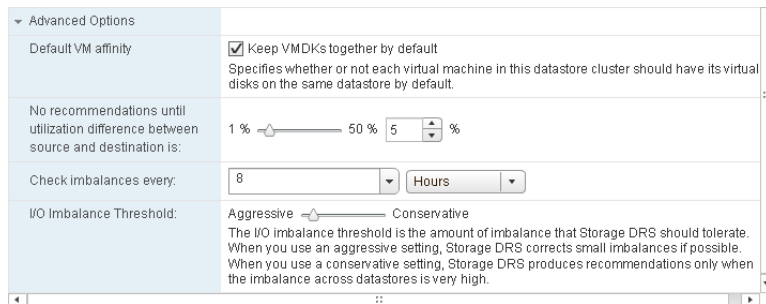 Advanced Options
Default VM affinity
Keep VMDKs together by default
Specifies whether or not each virtual machine in this datastore cluster should have its virtual
disks on the same datastore by default.
No recommendations until
utilization difference between
source and destination is:
1 % 50 % 5 %
Check imbalances every:
8 Hours
I/O Imbalance Threshold:
Aggressive Conservative
The I/O imbalance threshold is the amount of imbalance that Storage DRS should tolerate.
When you use an aggressive setting, Storage DRS corrects small imbalances if possible.
When you use a conservative setting, Storage DRS produces recommendations only when
the imbalance across datastores is very high.